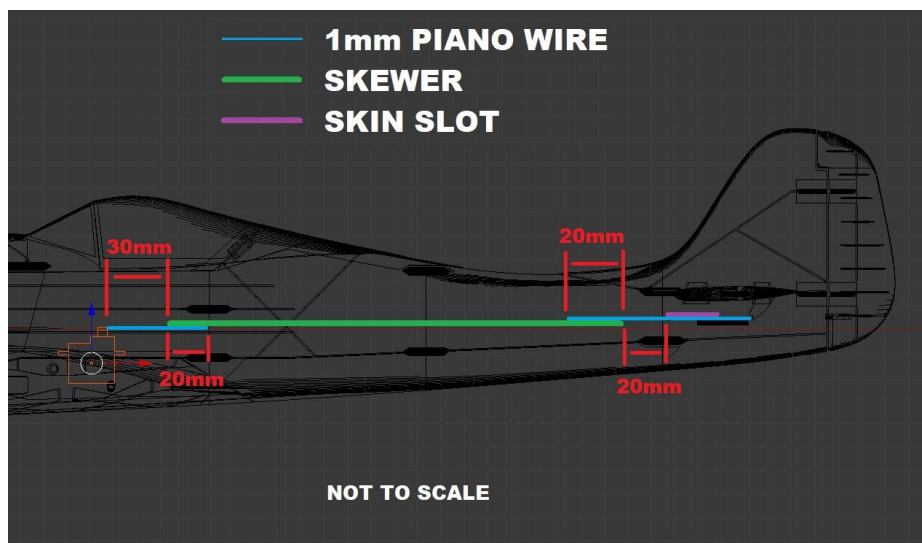 1mm PIANO WIRE
SKEWER
SKIN SLOT
30mm
20mm
20mm
20mm
NOT TO SCALE